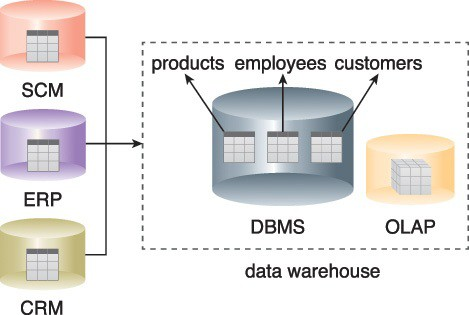 SCM
ERP
CRM
products employees customers
DBMS
OLAP
data warehouse